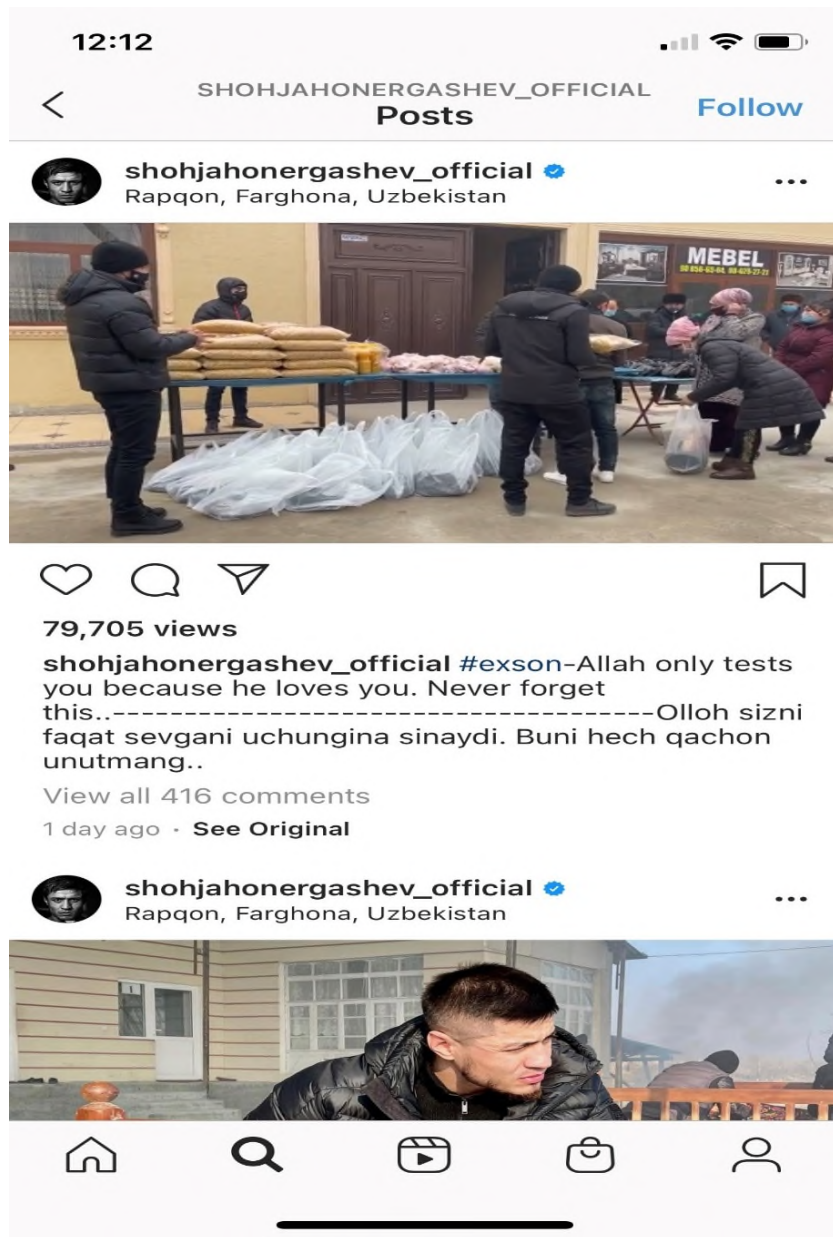 12:12
SHOHJAHONERGASHEV_OFFICIAL
Posts
Follow
shohjahonergashev_official
Rapqon, Farghona, Uzbekistan
MEBEL
79,705 views
shohjahonergashev_official #exson-Allah only tests
you because he loves you. Never forget
this..--------------------------------------Olloh sizni
faqat sevgani uchungina sinaydi. Buni hech qachon
unutmang..
View all 416 comments
1 day ago · See Original
shohjahonergashev_official
Rapqon, Farghona, Uzbekistan